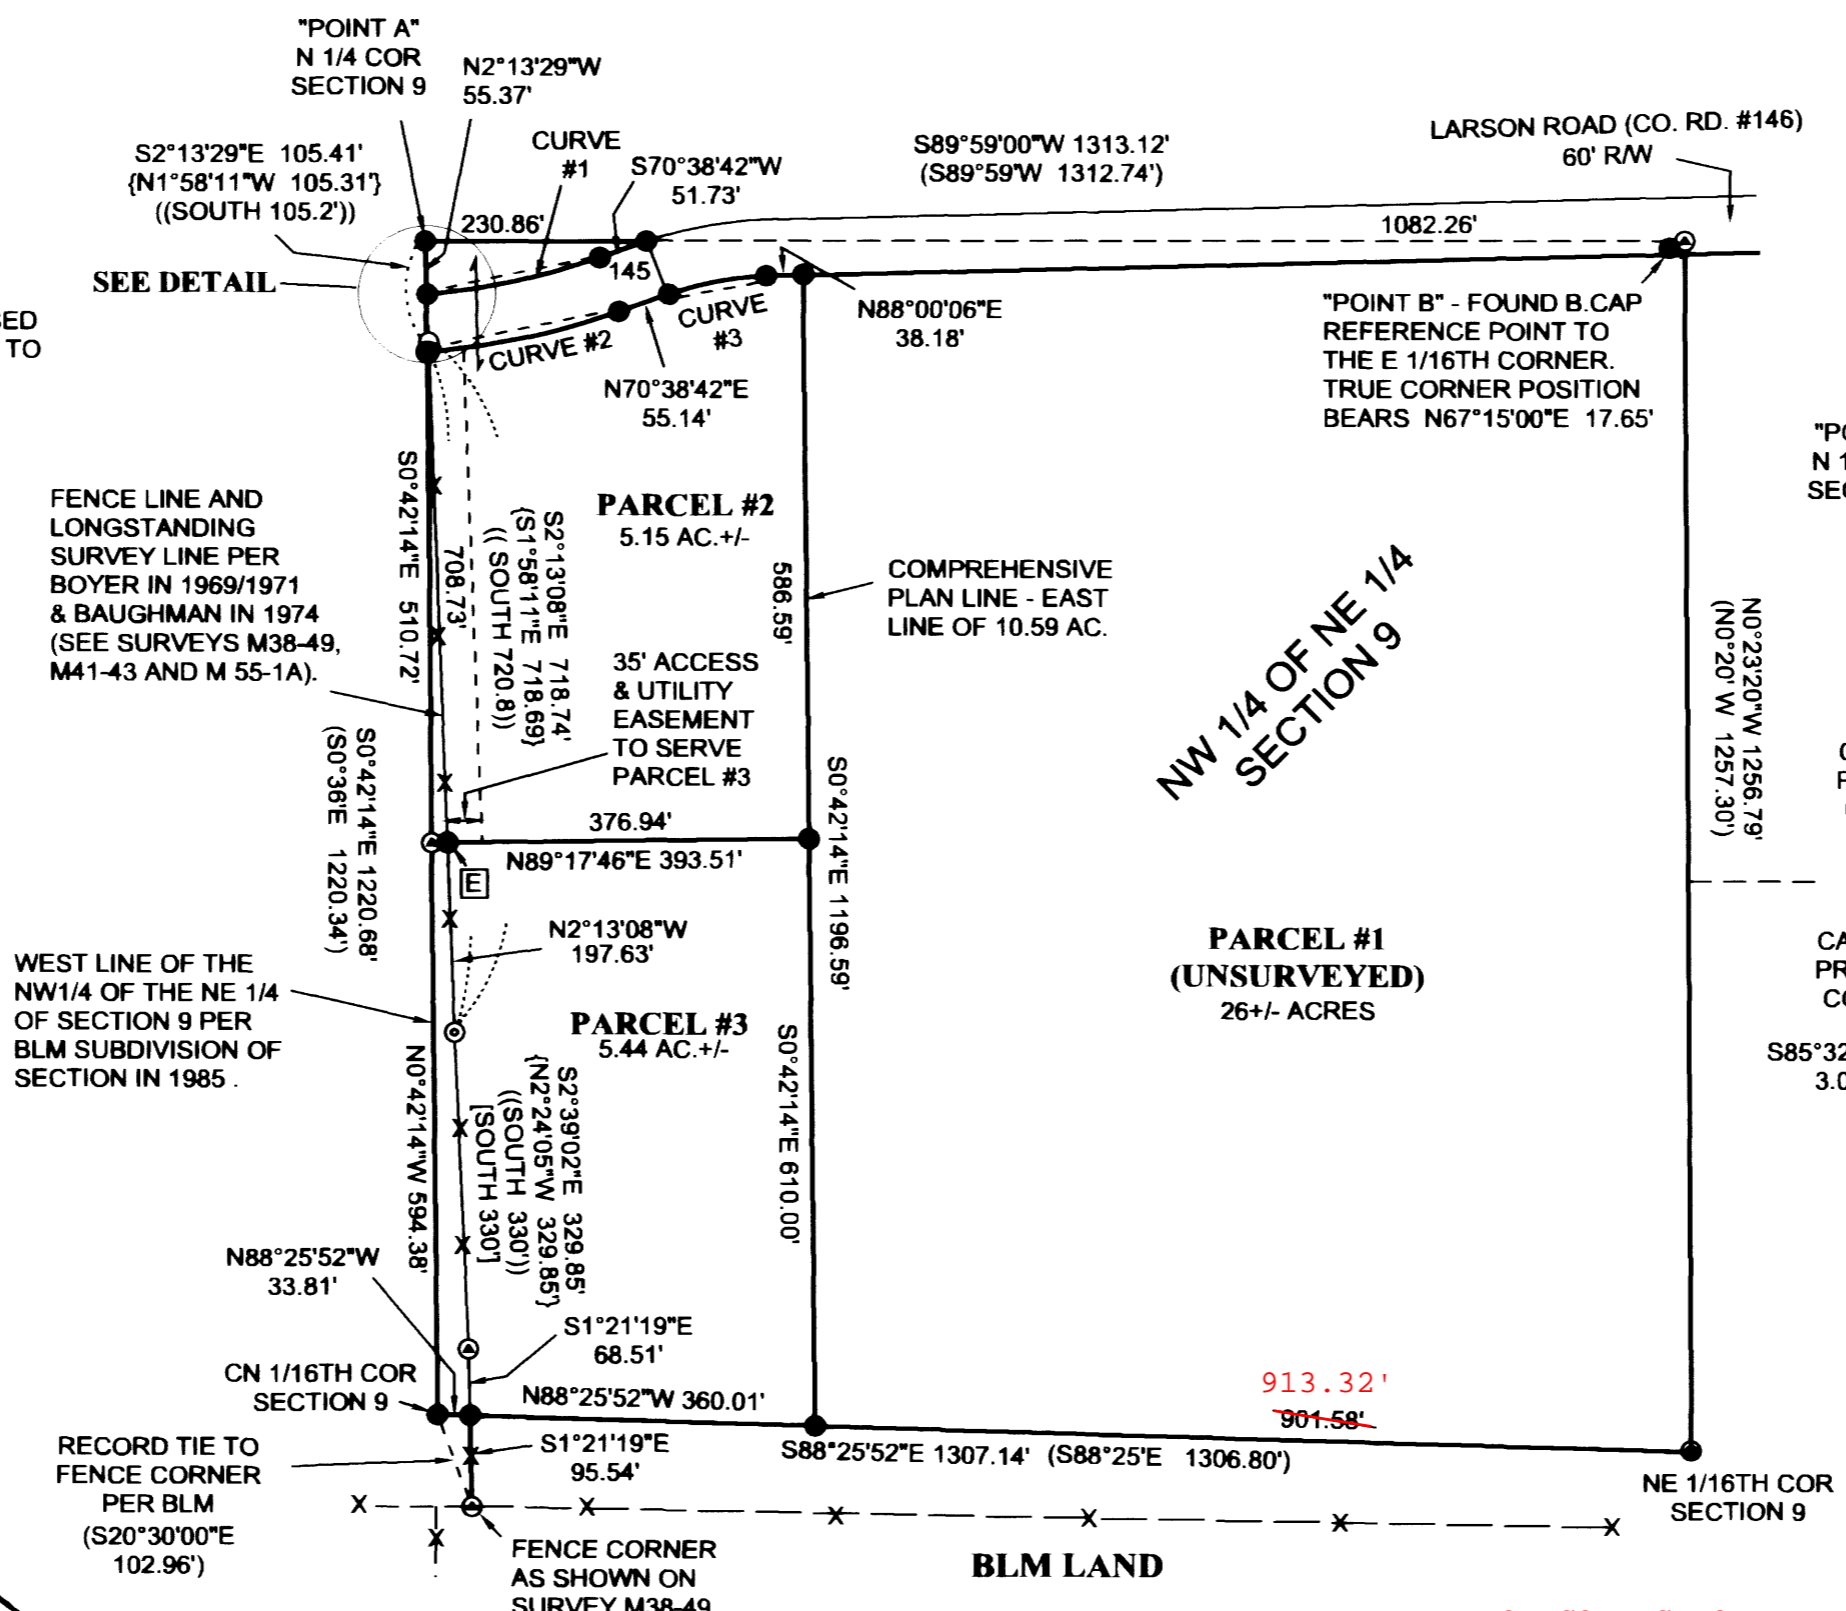 "POINT A"
N 1/4 COR
SECTION 9
N2°13'29"W
55.37'
S2°13'29"E 105.41'
{N1°58'11"W 105.31'}
((SOUTH 105.2'))
CURVE
#1
S70°38'42"W
51.73'
S89°59'00"W 1313.12'
(S89°59'W 1312.74')
LARSON ROAD (CO. RD. #146)
60' R/W
230.86'
1082.26'
SEE DETAIL
145
CURVE #2
CURVE
#3
N88°00'06"E
38.18'
N70°38'42"E
55.14'
"POINT B" - FOUND B.CAP
REFERENCE POINT TO
THE E 1/16TH CORNER.
TRUE CORNER POSITION
BEARS N67°15'00"E 17.65'
TO
N 1
FENCE LINE AND
LONGSTANDING
SURVEY LINE PER
BOYER IN 1969/1971
& BAUGHMAN IN 1974
(SEE SURVEYS M38-49,
M41-43 AND M 55-1A).
S0°42'14"E 510.72'
708.73'
S2°13'08"E 718.74'
{S1°58'11"E 718.69}
((SOUTH 720.8))
PARCEL #2
5.15 AC.+/-
586.59'
COMPREHENSIVE
PLAN LINE - EAST
LINE OF 10.59 AC.
NW 1/4 OF NE 1/4
SECTION 9
N0°23'20"W 1256.79'
(N0°20' W 1257.30')
35' ACCESS
& UTILITY
EASEMENT
TO SERVE
PARCEL #3
S0°42'14"E 1220.68'
(S0°36'E 1220.34')
376.94'
N89°17'46"E 393.51'
E
S0°42'14"E 1196.59'
N2°13'08"W
197.63'
WEST LINE OF THE
NW1/4 OF THE NE 1/4
OF SECTION 9 PER
BLM SUBDIVISION OF
SECTION IN 1985 .
PARCEL #3
5.44 AC.+/-
PARCEL #1
(UNSURVEYED)
26+/- ACRES
S85°32
3.0
N0°42'14"W 594.38'
S2°39'02"E 329.85'
{N2°24'05"W 329.85'}
((SOUTH 330'))
[SOUTH 330']
S0°42'14"E 610.00'
N88°25'52"W
33.81'
S1°21'19"E
68.51'
CN 1/16TH COR
SECTION 9
N88°25'52"W 360.01'
913.32'
901.58'
S88°25'52"E 1307.14' (S88°25'E 1306.80')
RECORD TIE TO
FENCE CORNER
PER BLM
(S20°30'00"E
102.96')
S1°21'19"E
95.54'
NE 1/16TH COR
SECTION 9
FENCE CORNER
AS SHOWN ON
SURVEY M38-49
BLM LAND